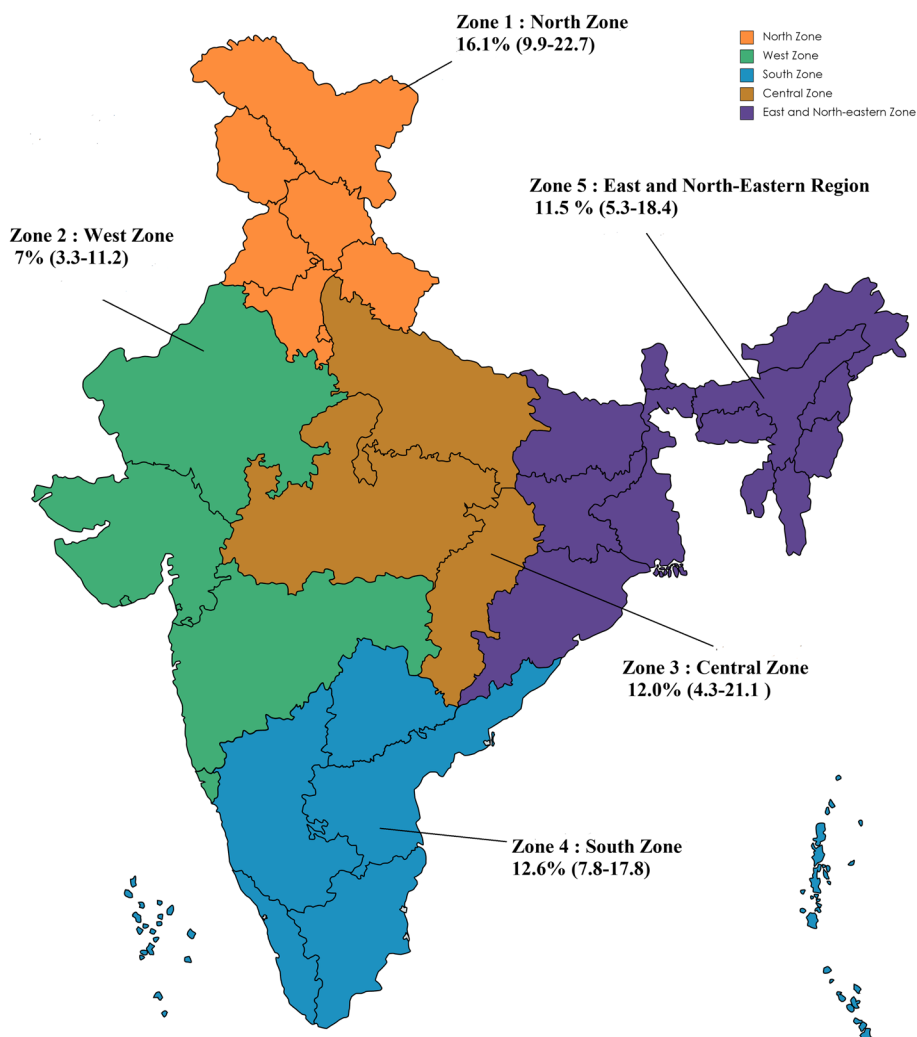 Zone 1 : North Zone
16.1% (9.9-22.7)
North Zone
West Zone
South Zone
Central Zone
East and North-eastern Zone
Zone 5 : East and North-Eastern Region
11.5 % (5.3-18.4)
Zone 2 : West Zone
7% (3.3-11.2)
Zone 3 : Central Zone
12.0% (4.3-21.1 )
Zone 4 : South Zone
12.6% (7.8-17.8)